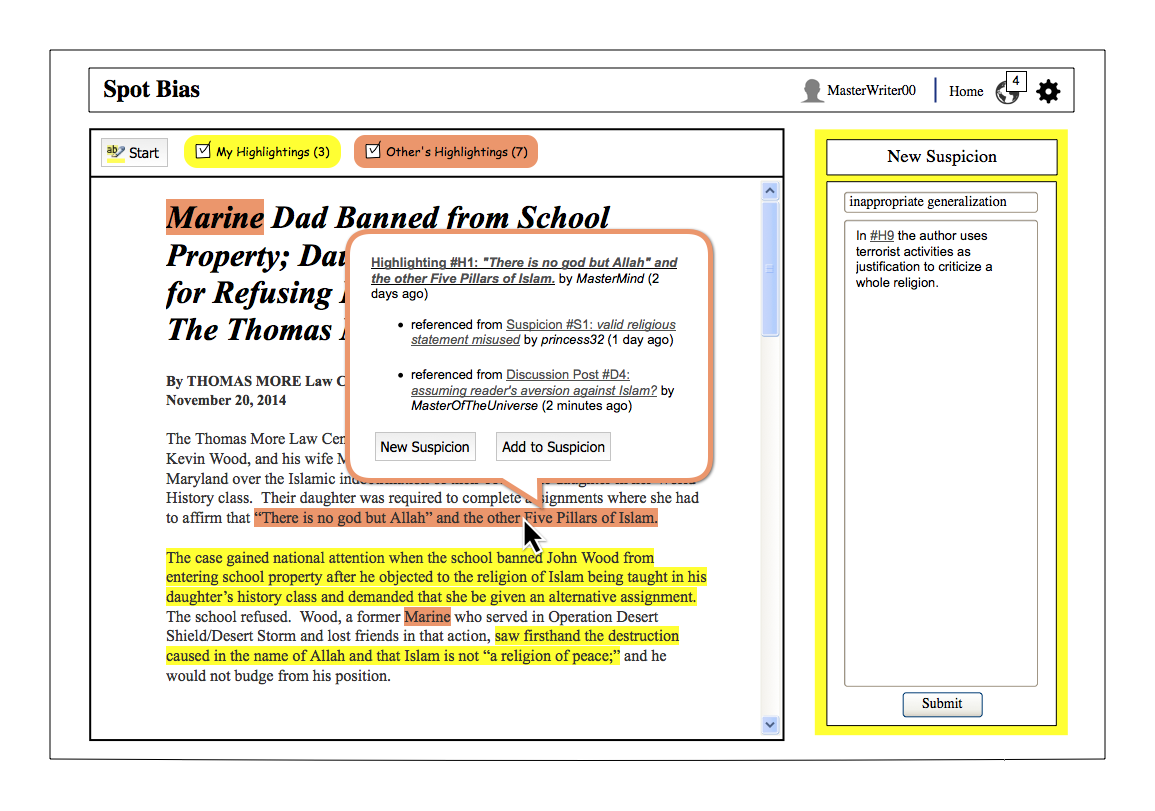 Spot Bias
MasterWriter00
Home
4
ab
Start
My Highlightings (3)
Other's Highlightings (7)
Marine Dad Banned from School
Property; Dau
for Refusing
The Thomas
By THOMAS MORE Law C
November 20, 2014
The Thomas More Law Cen
Kevin Wood, and his wife M
Maryland over the Islamic
History class.  Their daughter was required to complete assignments where she had
to affirm that “There is no god but Allah” and the other Five Pillars of Islam.
The case gained national attention when the school banned John Wood from
entering school property after he objected to the religion of Islam being taught in his
daughter’s history class and demanded that she be given an alternative assignment.
The school refused.  Wood, a former Marine who served in Operation Desert
Shield/Desert Storm and lost friends in that action, saw firsthand the destruction
caused in the name of Allah and that Islam is not “a religion of peace;” and he
would not budge from his position.
Highlighting #H1: "There is no god but Allah" and
the other Five Pillars of Islam. by MasterMind (2
days ago)
• referenced from Suspicion #S1: valid religious
statement misused by princess32 (1 day ago)
• referenced from Discussion Post #D4:
assuming reader's aversion against Islam? by
MasterOfTheUniverse (2 minutes ago)
New Suspicion
Add to Suspicion
New Suspicion
inappropriate generalization
In #H9 the author uses
terrorist activities as
justification to criticize a
whole religion.
Submit